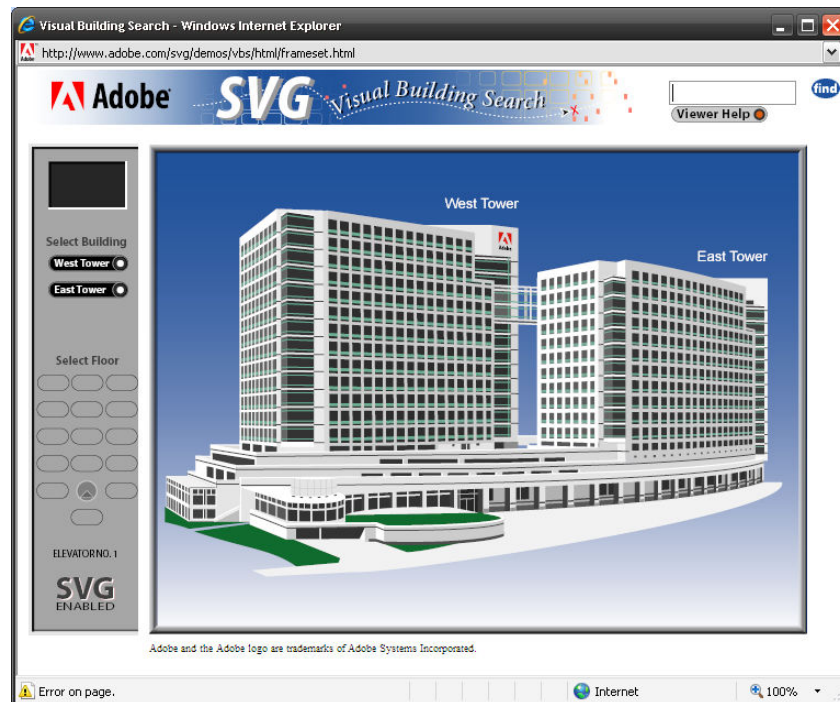 Visual Building Search - Windows Internet Explorer
http://www.adobe.com/svg/demos/vbs/html/frameset.html
Adobe
SVG Visual Building Search
find
Viewer Help
West Tower
Adobe
East Tower
Select Building
West Tower
East Tower
Select Floor
ELEVATOR NO. 1
SVG
ENABLED
Adobe and the Adobe logo are trademarks of Adobe Systems Incorporated.
Error on page.
Internet
100%